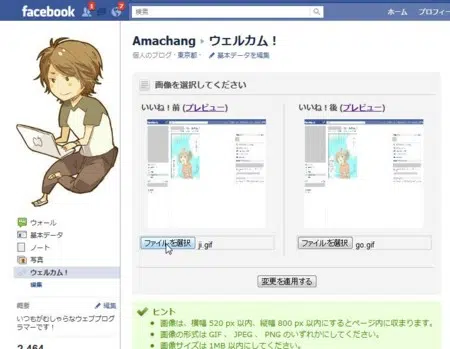 facebook
1
7
検索
ホーム プロフィー
Amachang ▸ ウェルカム！
個人のブログ・東京都・ 基本データを編集
画像を選択してください
いいね！前 (プレビュー)
いいね！後 (プレビュー)
ファイルを選択 ji.gif
ファイルを選択 go.gif
変更を適用する
ウォール
基本データ
ノート
写真
ウェルカム！
編集
概要 編集
いつもがむしゃらなウェブプログラマーです！
2,464
ヒント
• 画像は、横幅 520 px 以内、縦幅 800 px 以内にするとページ内に収まります。
• 画像の形式は GIF 、 JPEG 、 PNG のいずれかにしてください。
• 画像サイズは 1MB 以内にしてください。